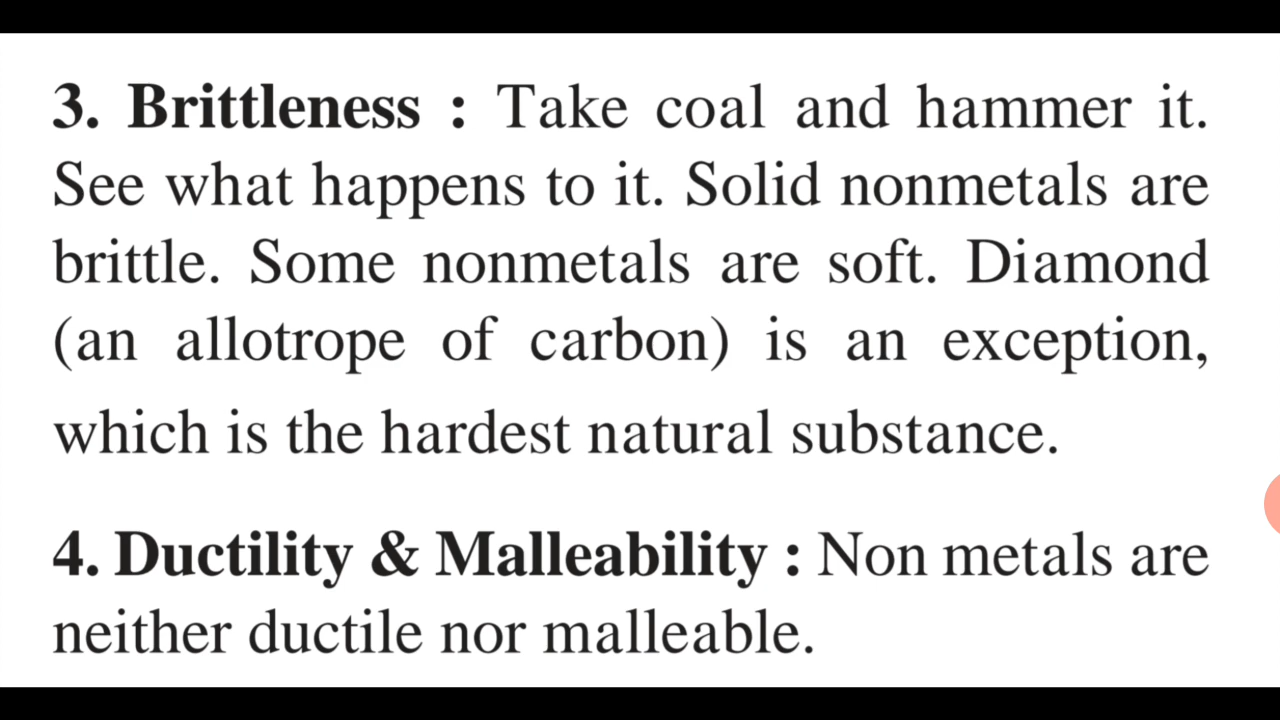 3. Brittleness : Take coal and hammer it.
See what happens to it. Solid nonmetals are
brittle. Some nonmetals are soft. Diamond
(an allotrope of carbon) is an exception,
which is the hardest natural substance.
4. Ductility & Malleability : Non metals are
neither ductile nor malleable.